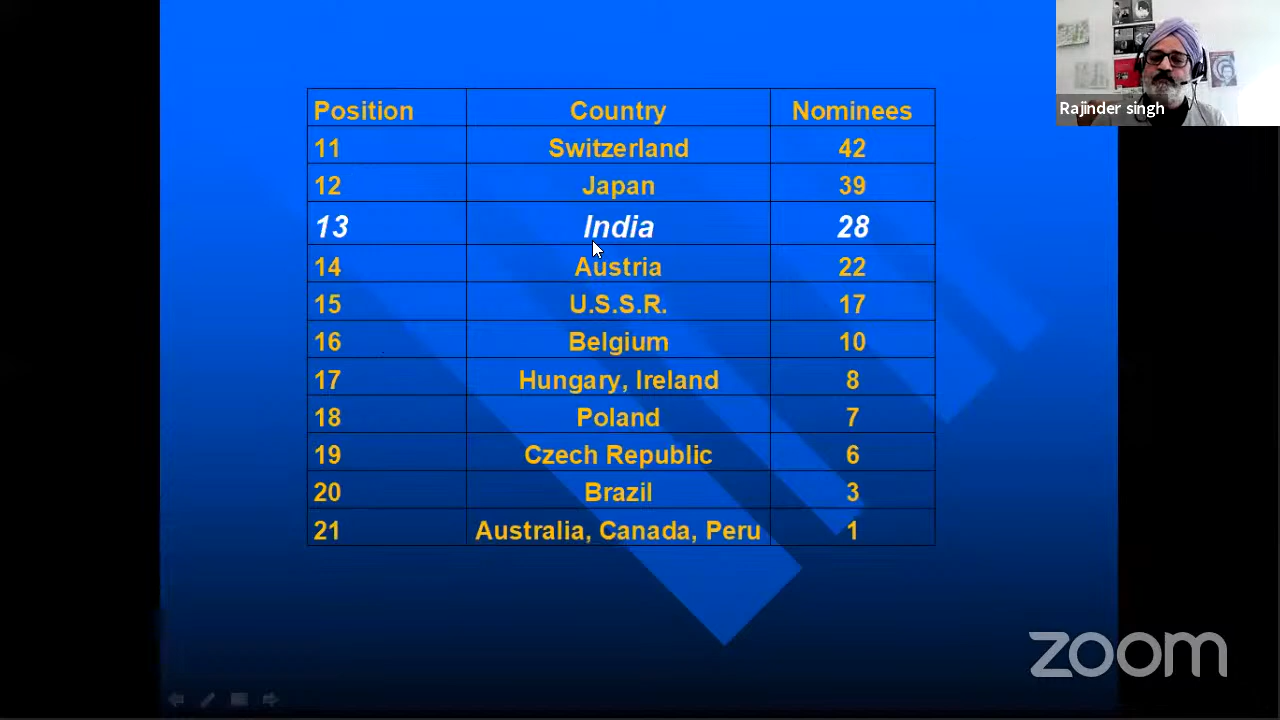 Position Country Nominees
11 Switzerland 42
12 Japan 39
13 India 28
14 Austria 22
15 U.S.S.R. 17
16 Belgium 10
17 Hungary, Ireland 8
18 Poland 7
19 Czech Republic 6
20 Brazil 3
21 Australia, Canada, Peru 1
Rajinder singh
zoom